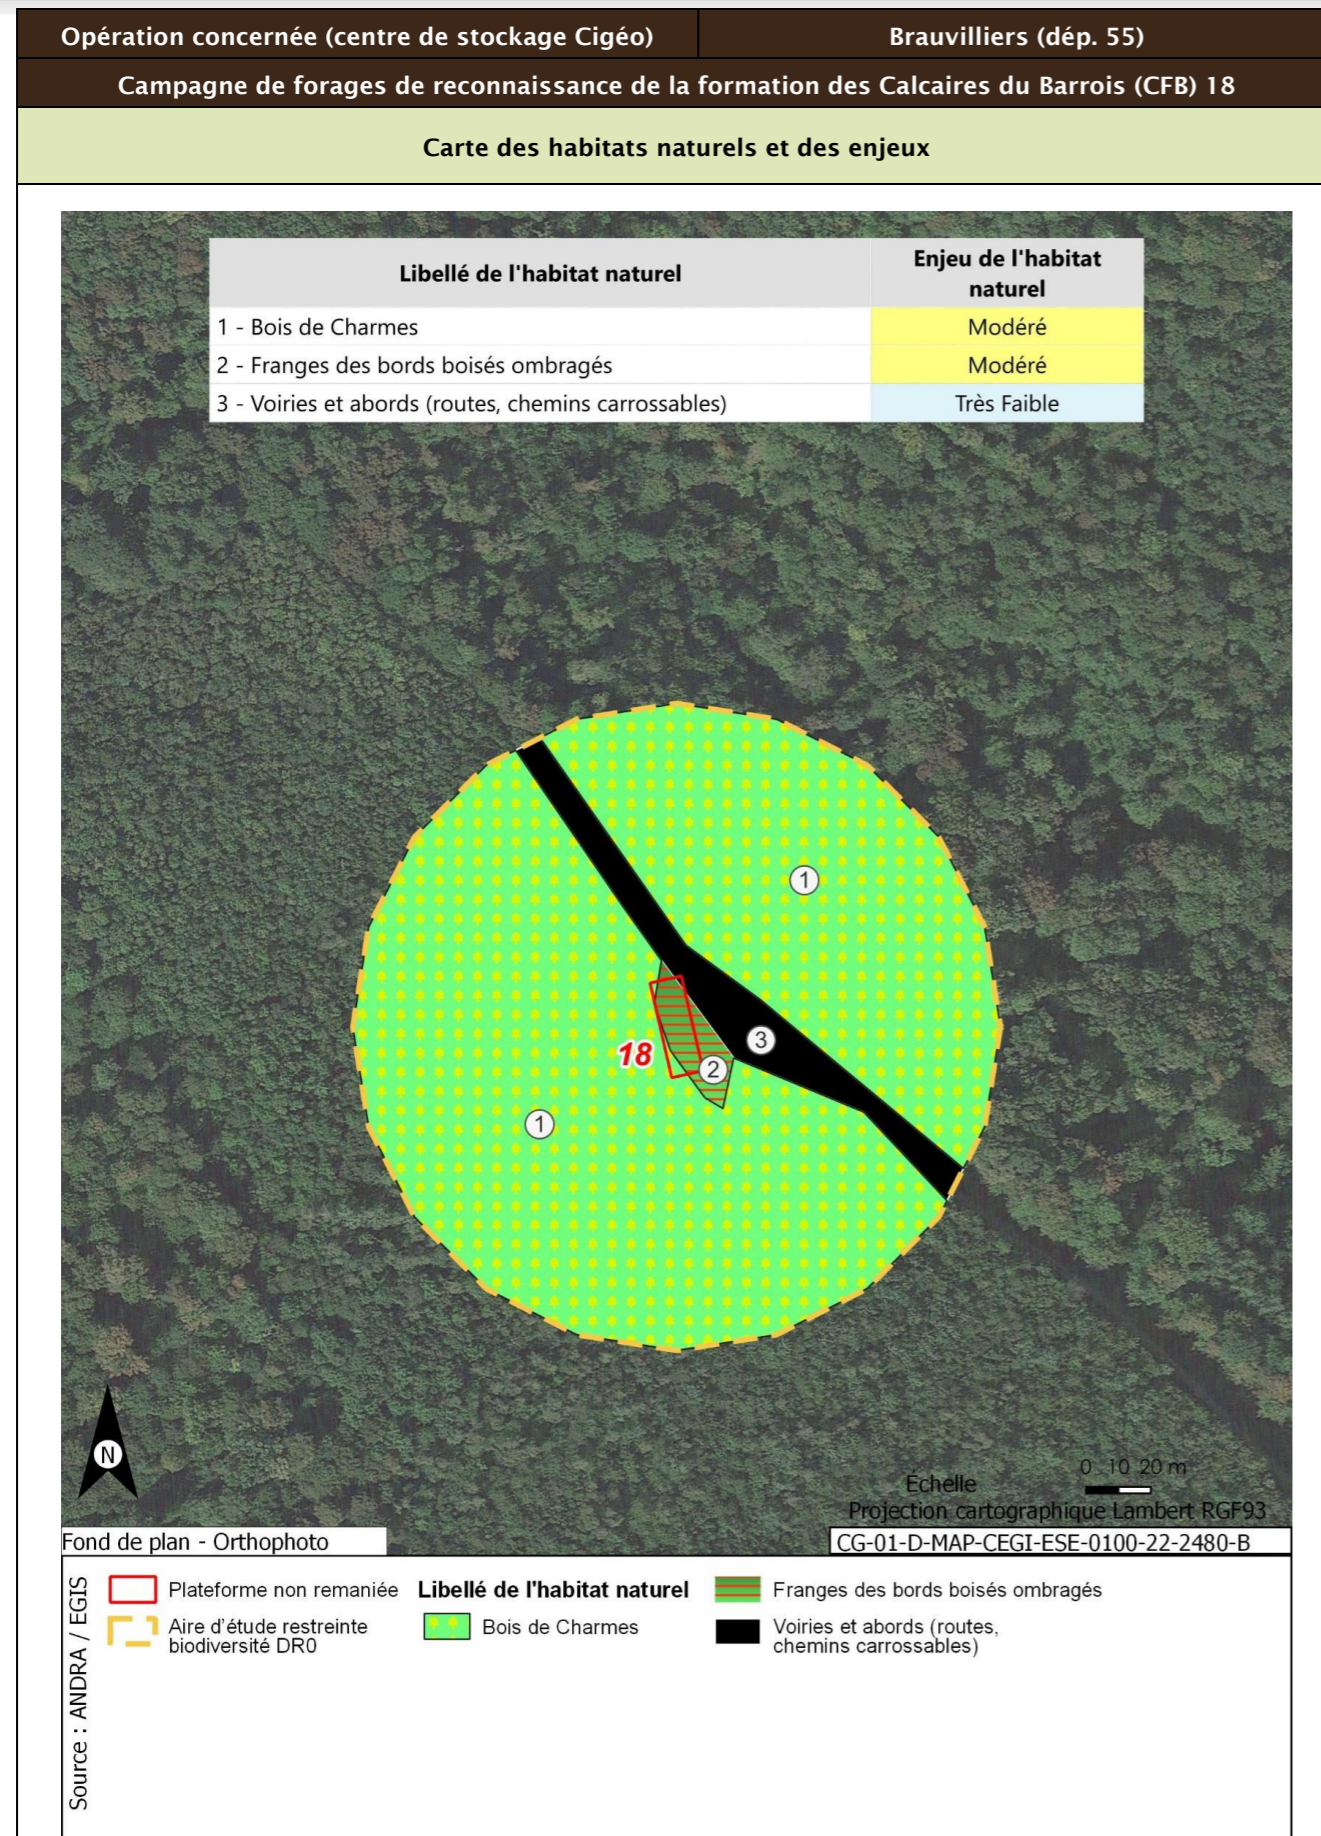 Opération concernée (centre de stockage Cigéo) Brauvilliers (dép. 55)
Campagne de forages de reconnaissance de la formation des Calcaires du Barrois (CFB) 18
Carte des habitats naturels et des enjeux
Libellé de l'habitat naturel Enjeu de l'habitat
naturel
1 - Bois de Charmes Modéré
2 - Franges des bords boisés ombragés Modéré
3 - Voiries et abords (routes, chemins carrossables) Très Faible
1
3
18
2
1
N
0 10 20 m
Échelle
Projection cartographique Lambert RGF93
Fond de plan - Orthophoto
CG-01-D-MAP-CEGI-ESE-0100-22-2480-B
Source : ANDRA / EGIS
Plateforme non remaniée
Aire d'étude restreinte
biodiversité DR0
Libellé de l'habitat naturel
Bois de Charmes
Franges des bords boisés ombragés
Voiries et abords (routes,
chemins carrossables)